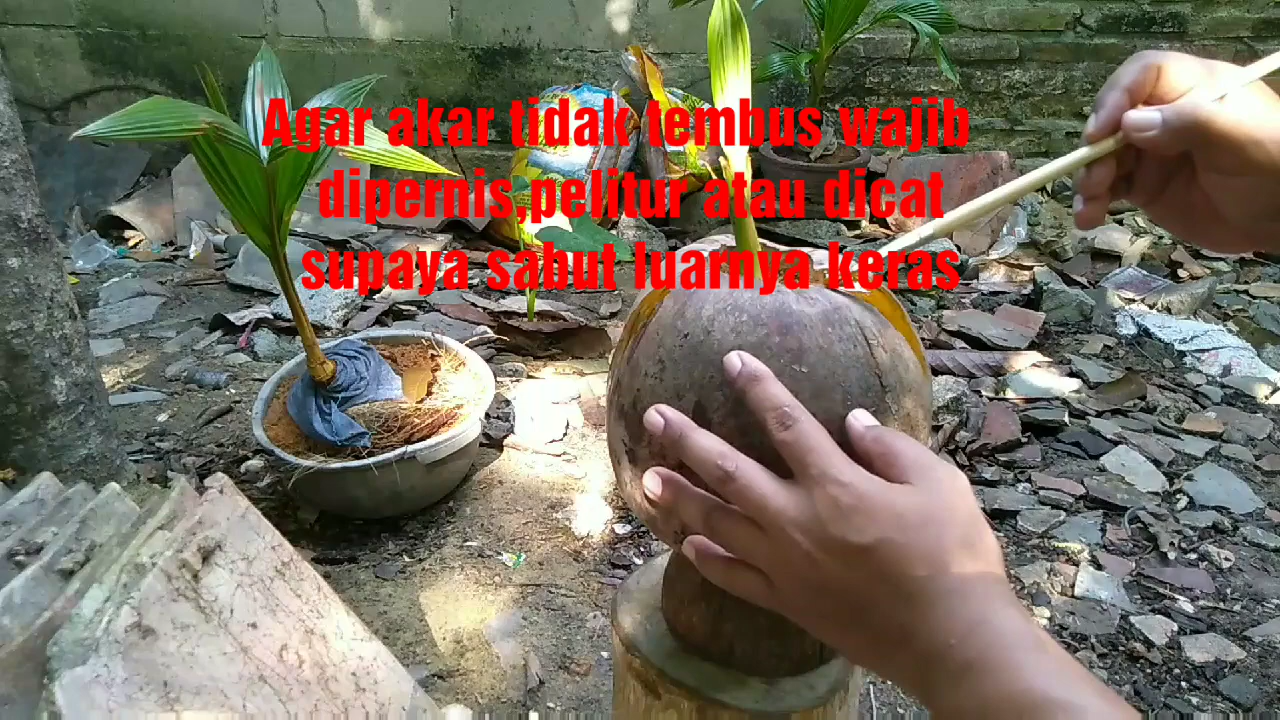 Agar akar tidak tembus wajib
dipernis,pelitur atau dicat
supaya sabut luarnya keras